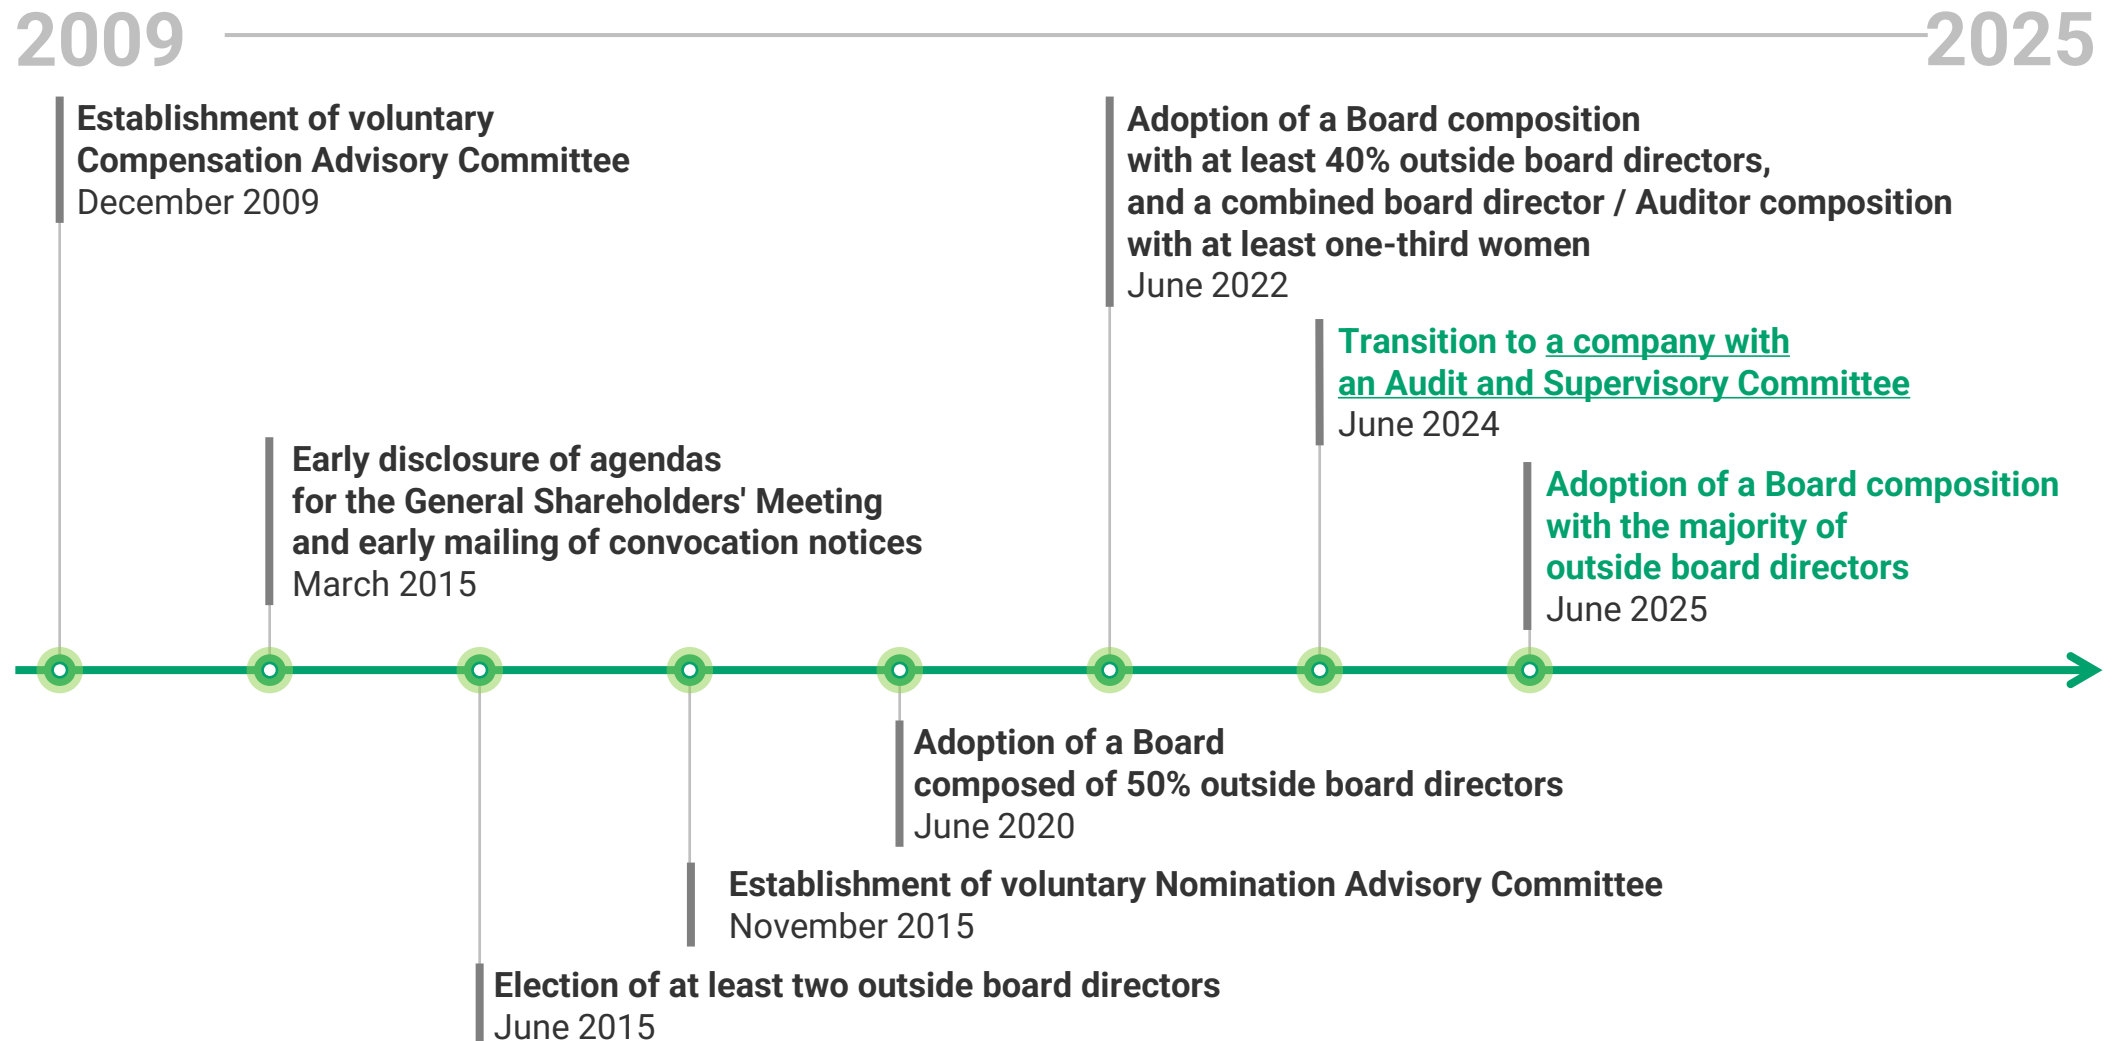 2009
2025
Establishment of voluntary
Compensation Advisory Committee
December 2009
Early disclosure of agendas
for the General Shareholders' Meeting
and early mailing of convocation notices
March 2015
Election of at least two outside board directors
June 2015
Establishment of voluntary Nomination Advisory Committee
November 2015
Adoption of a Board
composed of 50% outside board directors
June 2020
Adoption of a Board composition
with at least 40% outside board directors,
and a combined board director / Auditor composition
with at least one-third women
June 2022
Transition to a company with
an Audit and Supervisory Committee
June 2024
Adoption of a Board composition
with the majority of
outside board directors
June 2025